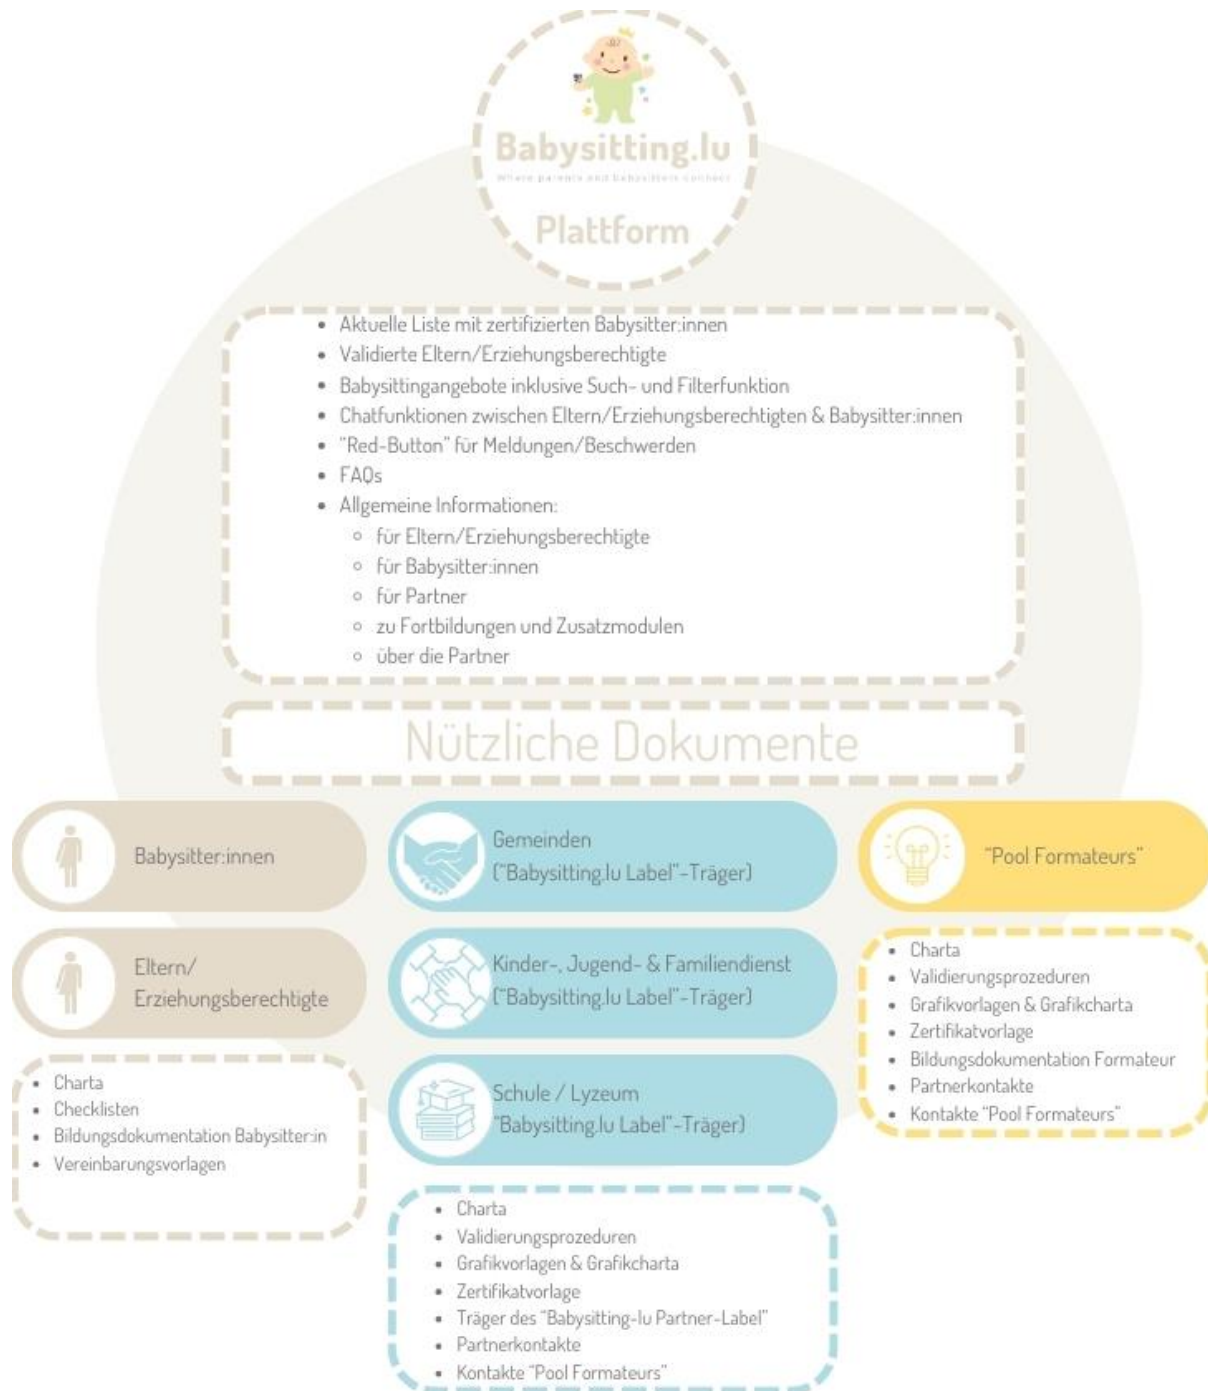 Babysitting.lu
Where parents and babysitters connect
Plattform
• Aktuelle Liste mit zertifizierten Babysitter:innen
• Validierte Eltern/Erziehungsberechtigte
• Babysittingangebote inklusive Such- und Filterfunktion
• Chatfunktionen zwischen Eltern/Erziehungsberechtigten & Babysitter:innen
• "Red-Button" für Meldungen/Beschwerden
• FAQs
• Allgemeine Informationen:
◦ für Eltern/Erziehungsberechtigte
◦ für Babysitter:innen
◦ für Partner
◦ zu Fortbildungen und Zusatzmodulen
◦ über die Partner
Nützliche Dokumente
Babysitter:innen
Eltern/
Erziehungsberechtigte
• Charta
• Checklisten
• Bildungsdokumentation Babysitter:in
• Vereinbarungsvorlagen
Gemeinden
("Babysitting.lu Label"-Träger)
Kinder-, Jugend- & Familiendienst
("Babysitting.lu Label"-Träger)
Schule / Lyzeum
"Babysitting.lu Label"-Träger)
• Charta
• Validierungsprozeduren
• Grafikvorlagen & Grafikcharta
• Zertifikatvorlage
• Träger des "Babysitting-lu Partner-Label"
• Partnerkontakte
• Kontakte "Pool Formateurs"
"Pool Formateurs"
• Charta
• Validierungsprozeduren
• Grafikvorlagen & Grafikcharta
• Zertifikatvorlage
• Bildungsdokumentation Formateur
• Partnerkontakte
• Kontakte "Pool Formateurs"